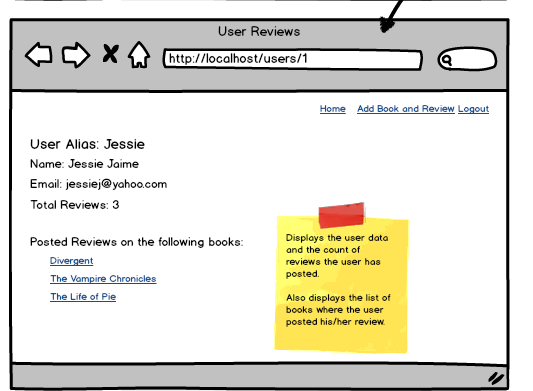 User Reviews
http://localhost/users/1
Home Add Book and Review Logout
User Alias: Jessie
Name: Jessie Jaime
Email: jessiej@yahoo.com
Total Reviews: 3
Posted Reviews on the following books:
Divergent
The Vampire Chronicles
The Life of Pie
Displays the user data
and the count of
reviews the user has
posted.
Also displays the list of
books where the user
posted his/her review.